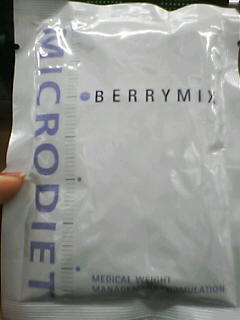 MICRODIET
BERRYMIX
MEDICAL WEIGHT
MANAGEMENT FORMULATION